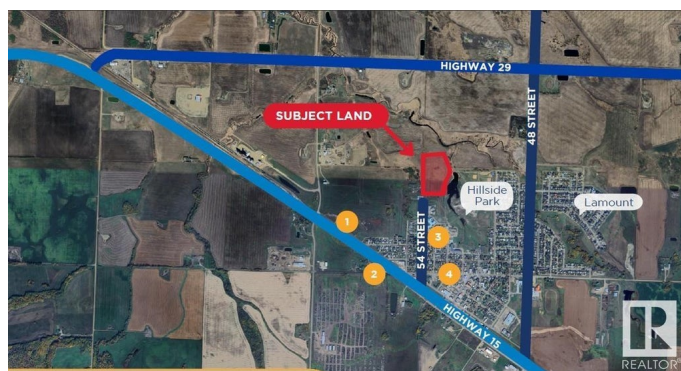 HIGHWAY 29
SUBJECT LAND
48 STREET
Hillside
Park
Lamount
1
54 STREET
3
2
4
HIGHWAY 15
R
REALTOR